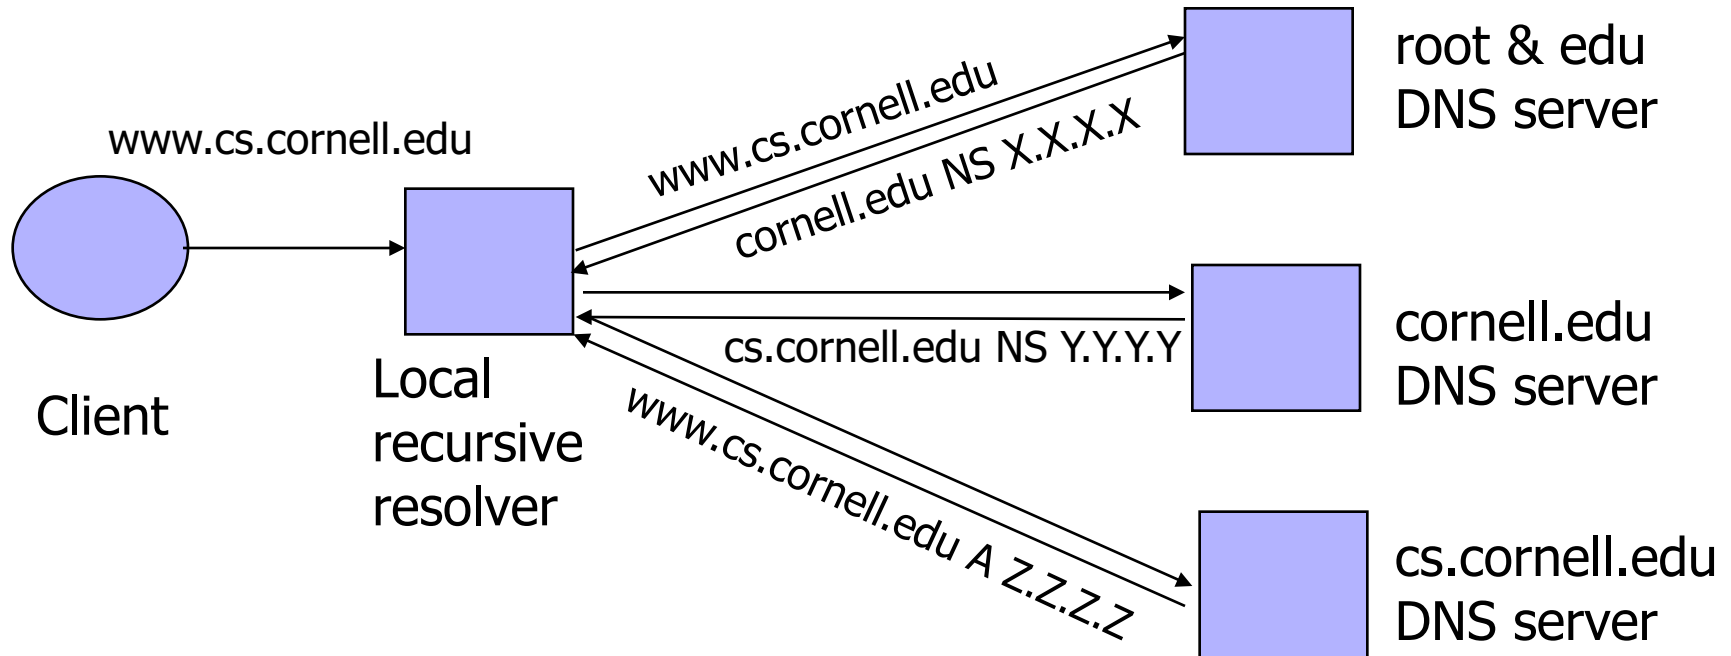 www.cs.cornell.edu
Client
Local
recursive
resolver
www.cs.cornell.edu
cornell.edu NS X.X.X.X
root & edu
DNS server
cs.cornell.edu NS Y.Y.Y.Y
cornell.edu
DNS server
www.cs.cornell.edu A Z.Z.Z.Z
cs.cornell.edu
DNS server